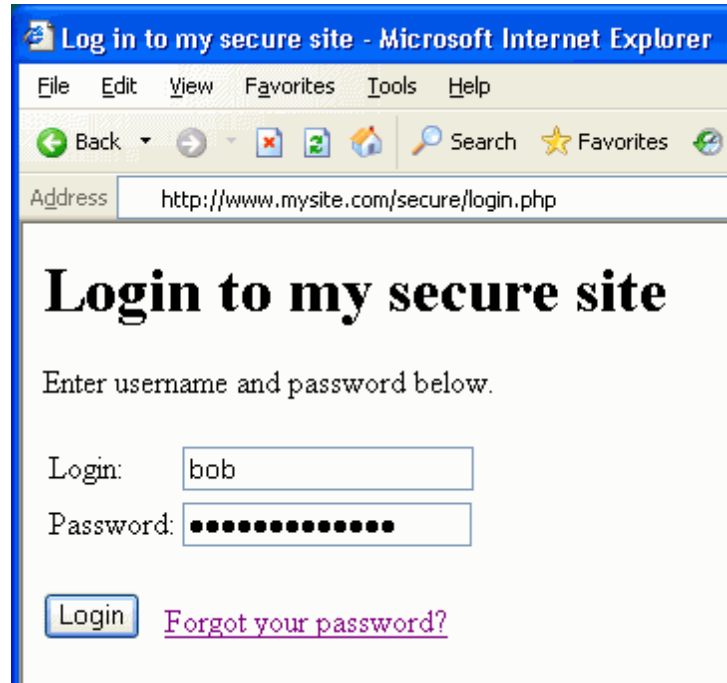 Log in to my secure site - Microsoft Internet Explorer
File Edit View Favorites Tools Help
Back Search Favorites
Address http://www.mysite.com/secure/login.php
Login to my secure site
Enter username and password below.
Login: bob
Password: ●●●●●●●●●●●●●
Login Forgot your password?